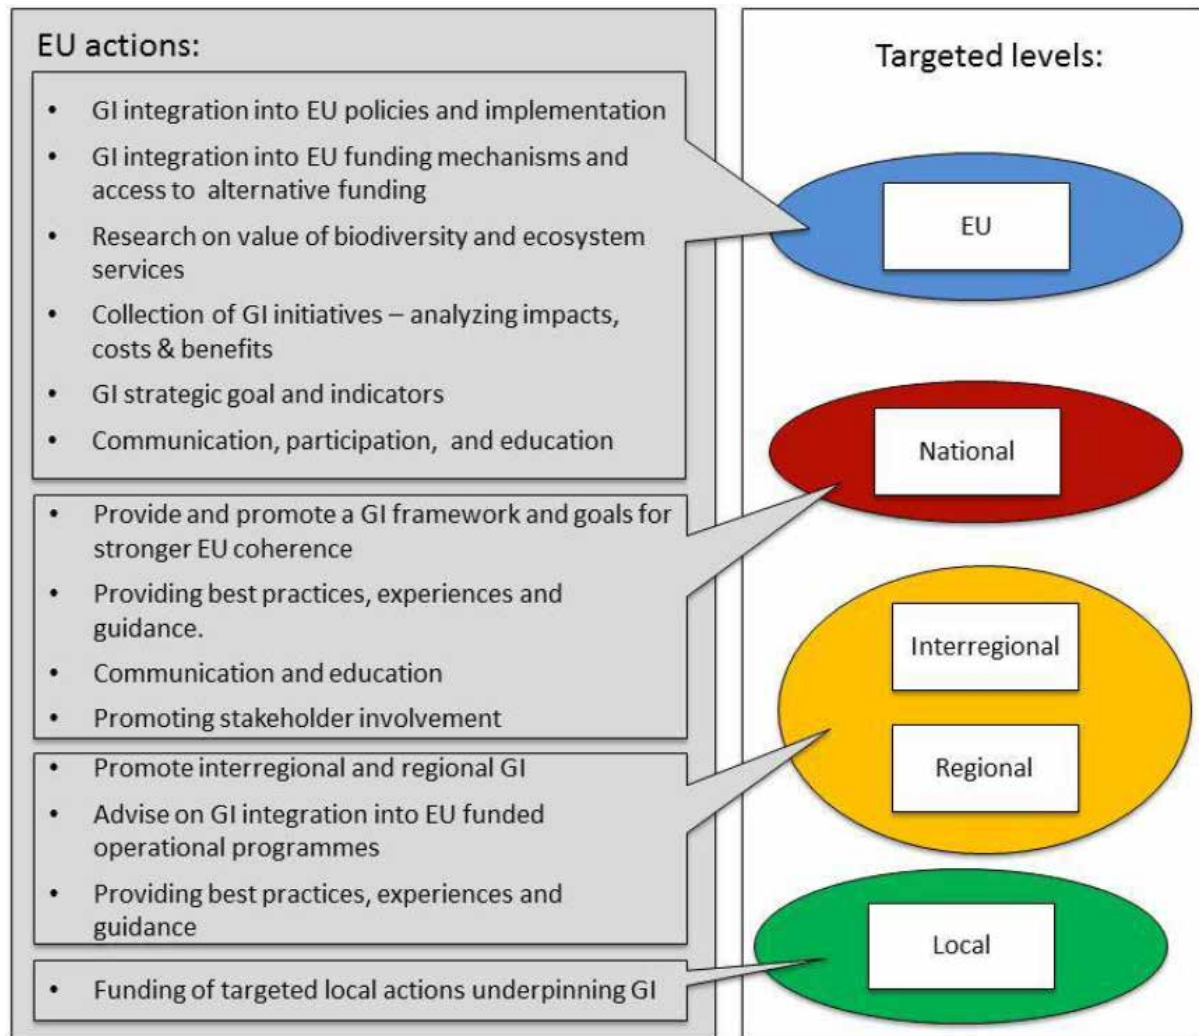 EU actions:
• GI integration into EU policies and implementation
• GI integration into EU funding mechanisms and
access to alternative funding
• Research on value of biodiversity and ecosystem
services
• Collection of GI initiatives – analyzing impacts,
costs & benefits
• GI strategic goal and indicators
• Communication, participation, and education
• Provide and promote a GI framework and goals for
stronger EU coherence
• Providing best practices, experiences and
guidance.
• Communication and education
• Promoting stakeholder involvement
• Promote interregional and regional GI
• Advise on GI integration into EU funded
operational programmes
• Providing best practices, experiences and
guidance
• Funding of targeted local actions underpinning GI
Targeted levels:
EU
National
Interregional
Regional
Local